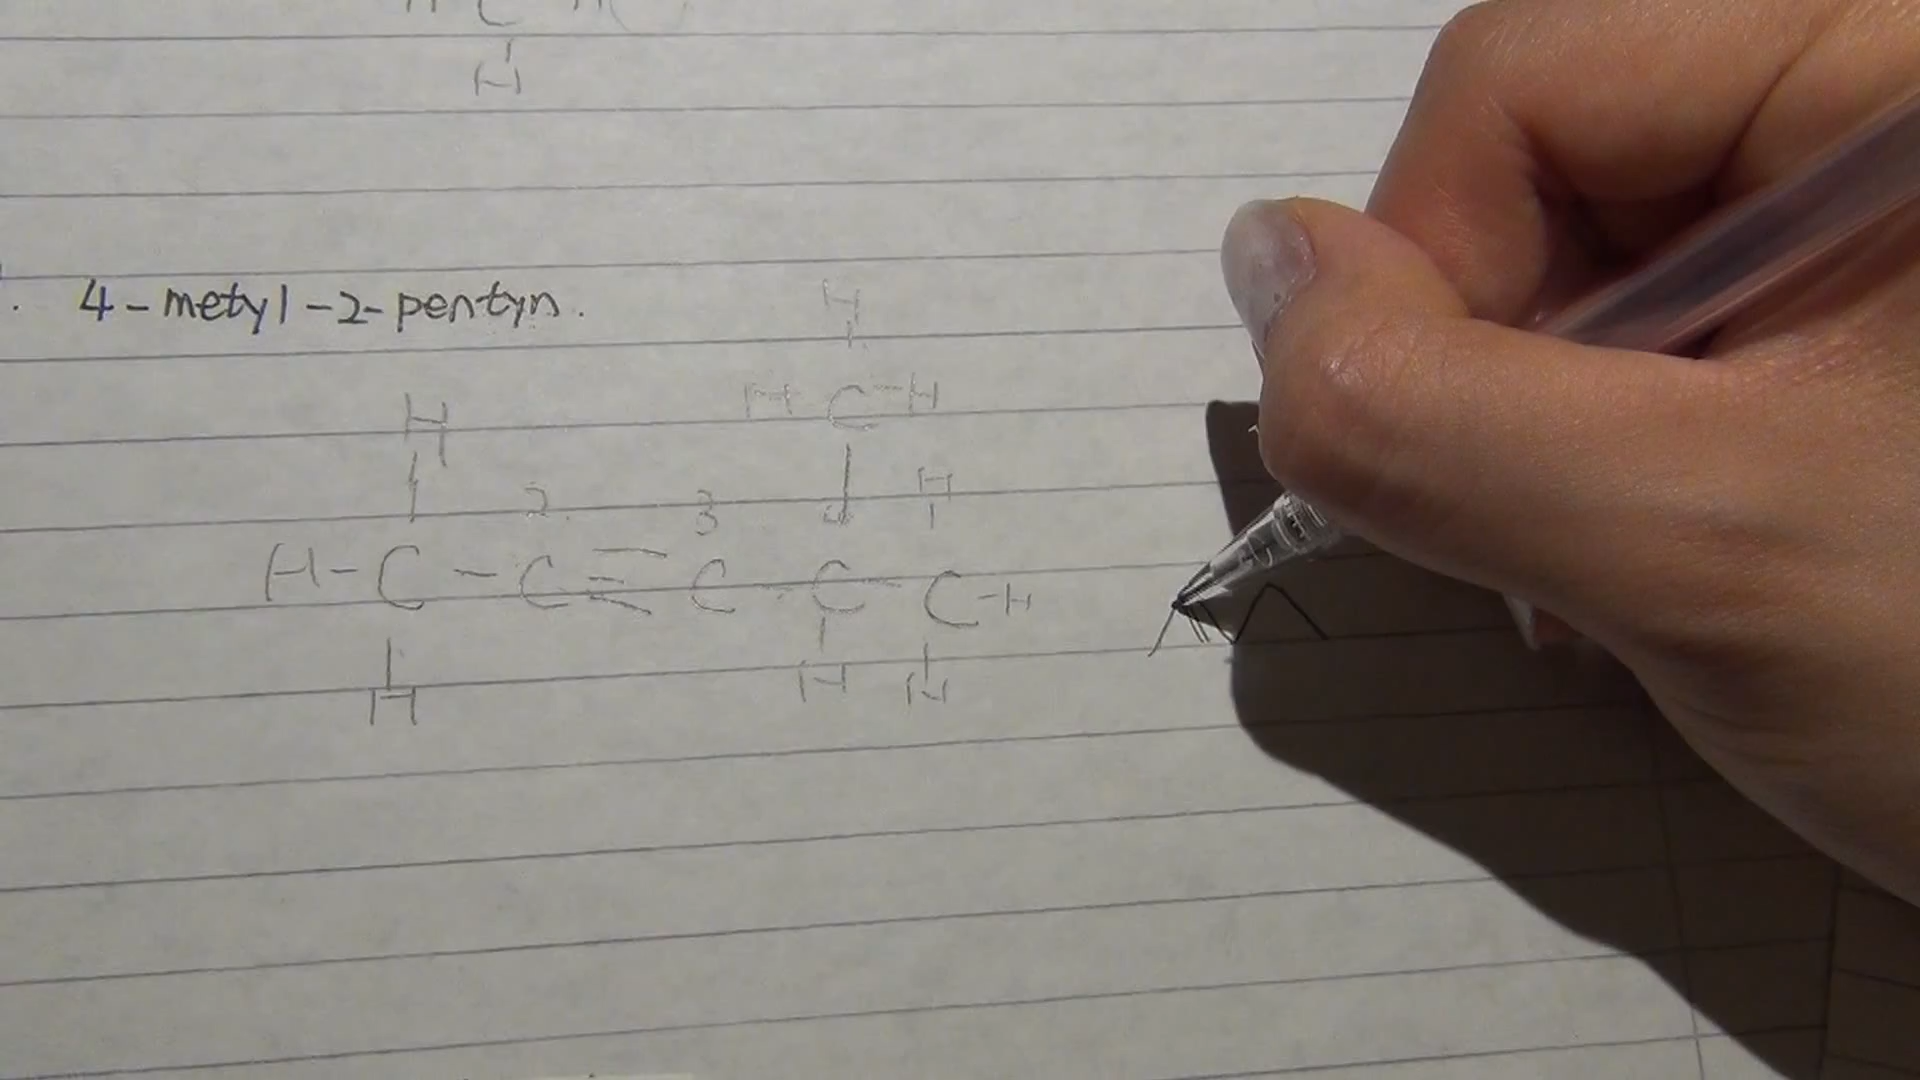 H C H
H
4-metyl-2-pentyn.
H
H C-H
H
2. 3 4 H
H-C-C≡C-C-C-H
H H H